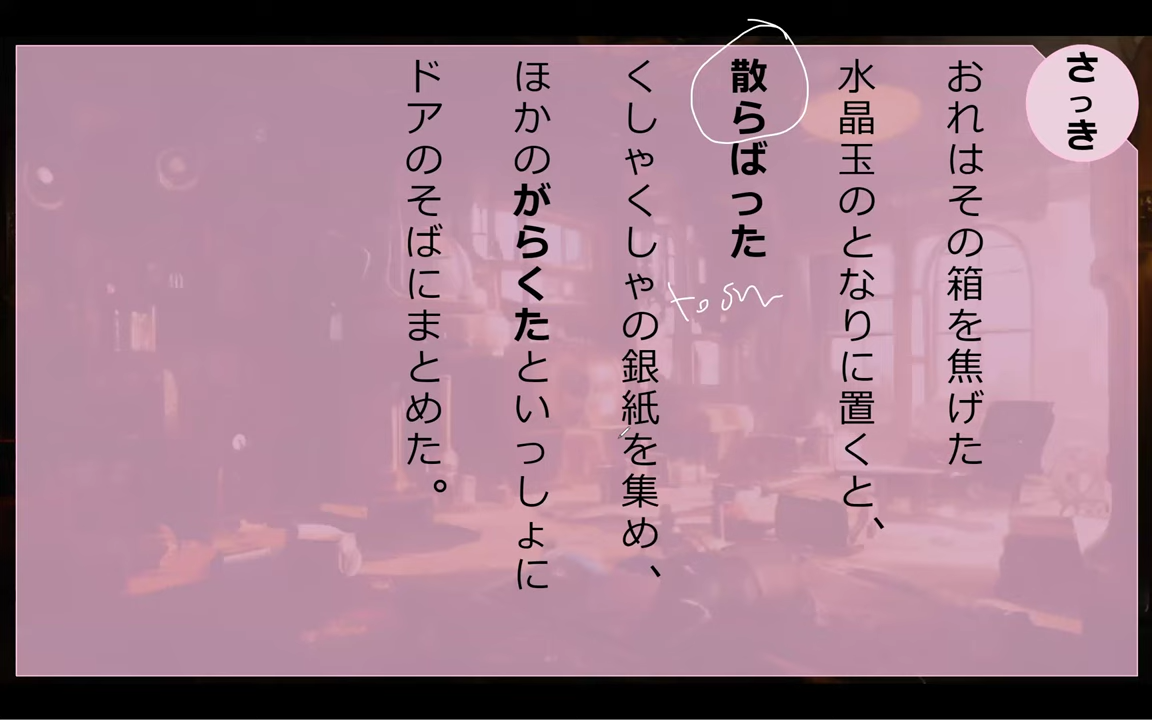 さっき
おれはその箱を焦げた
水晶玉のとなりに置くと、
散らばった
くしゃくしゃの銀紙を集め、
ほかのがらくたといっしょに
ドアのそばにまとめた。